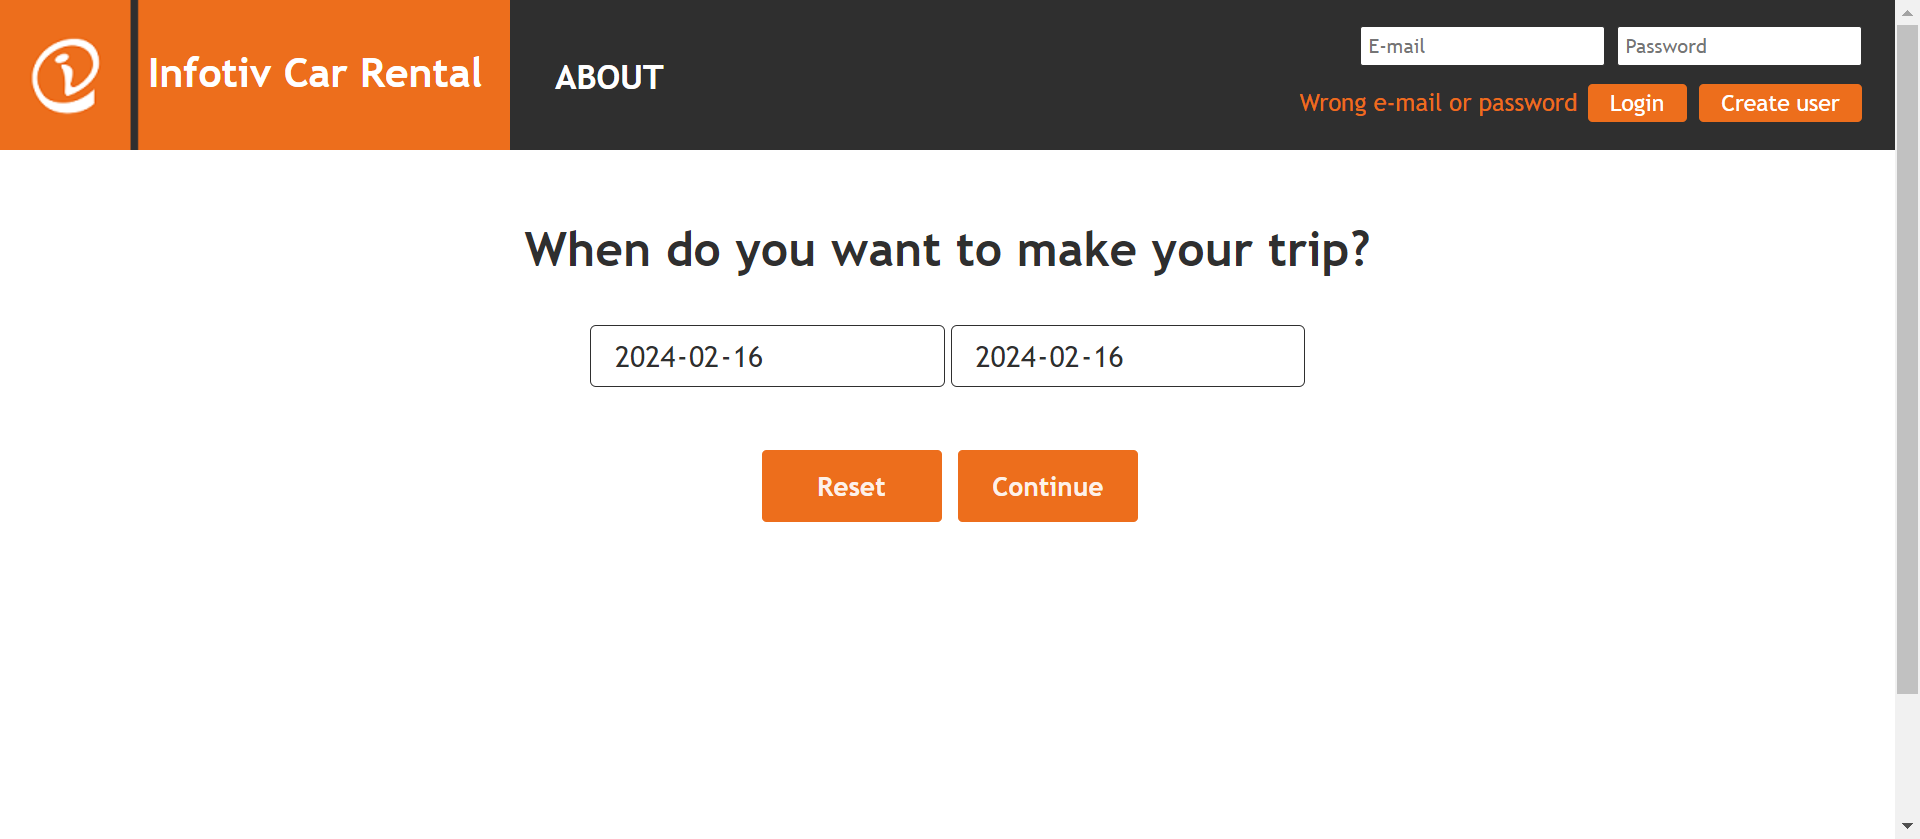 Infotiv Car Rental
ABOUT
E-mail
Password
Wrong e-mail or password
Login
Create user
When do you want to make your trip?
2024-02-16
2024-02-16
Reset
Continue